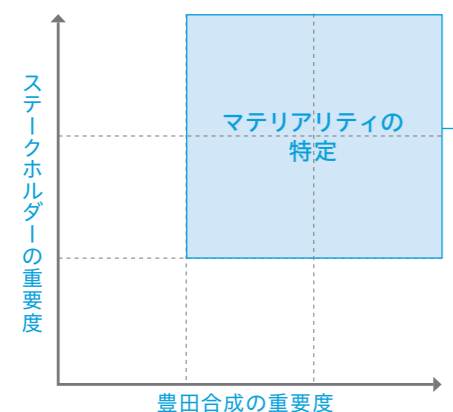 ステークホルダーの重要度
マテリアリティの
特定
豊田合成の重要度